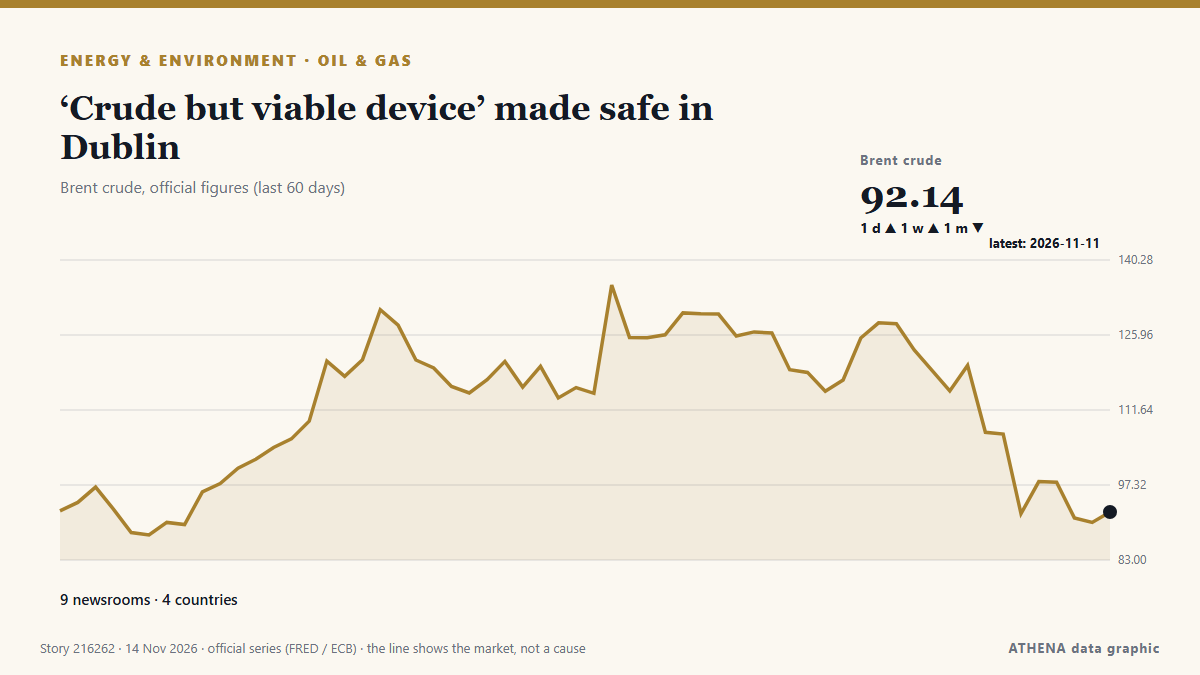 ENERGY & ENVIRONMENT · OIL & GAS
‘Crude but viable device’ made safe in
Dublin
Brent crude, official figures (last 60 days)
Brent crude
92.14
1 d ▲ 1 w ▲ 1 m ▼
latest: 2026-11-11
140.28
125.96
111.64
97.32
83.00
9 newsrooms · 4 countries
Story 216262 · 14 Nov 2026 · official series (FRED / ECB) · the line shows the market, not a cause
ATHENA data graphic